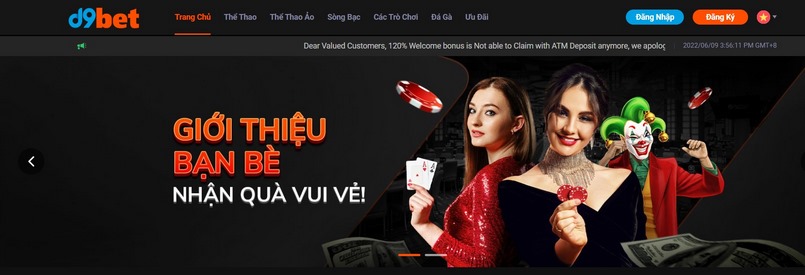 d9bet
Trang Chủ Thể Thao Thể Thao Ảo Sòng Bạc Các Trò Chơi Đá Gà Ưu Đãi Đăng Nhập Đăng Ký
Dear Valued Customers, 120% Welcome bonus is Not able to Claim with ATM Deposit anymore, we apolog 2022/06/09 3:56:11 PM GMT+8
GIỚI THIỆU
BẠN BÈ
NHẬN QUÀ VUI VẺ!
A A